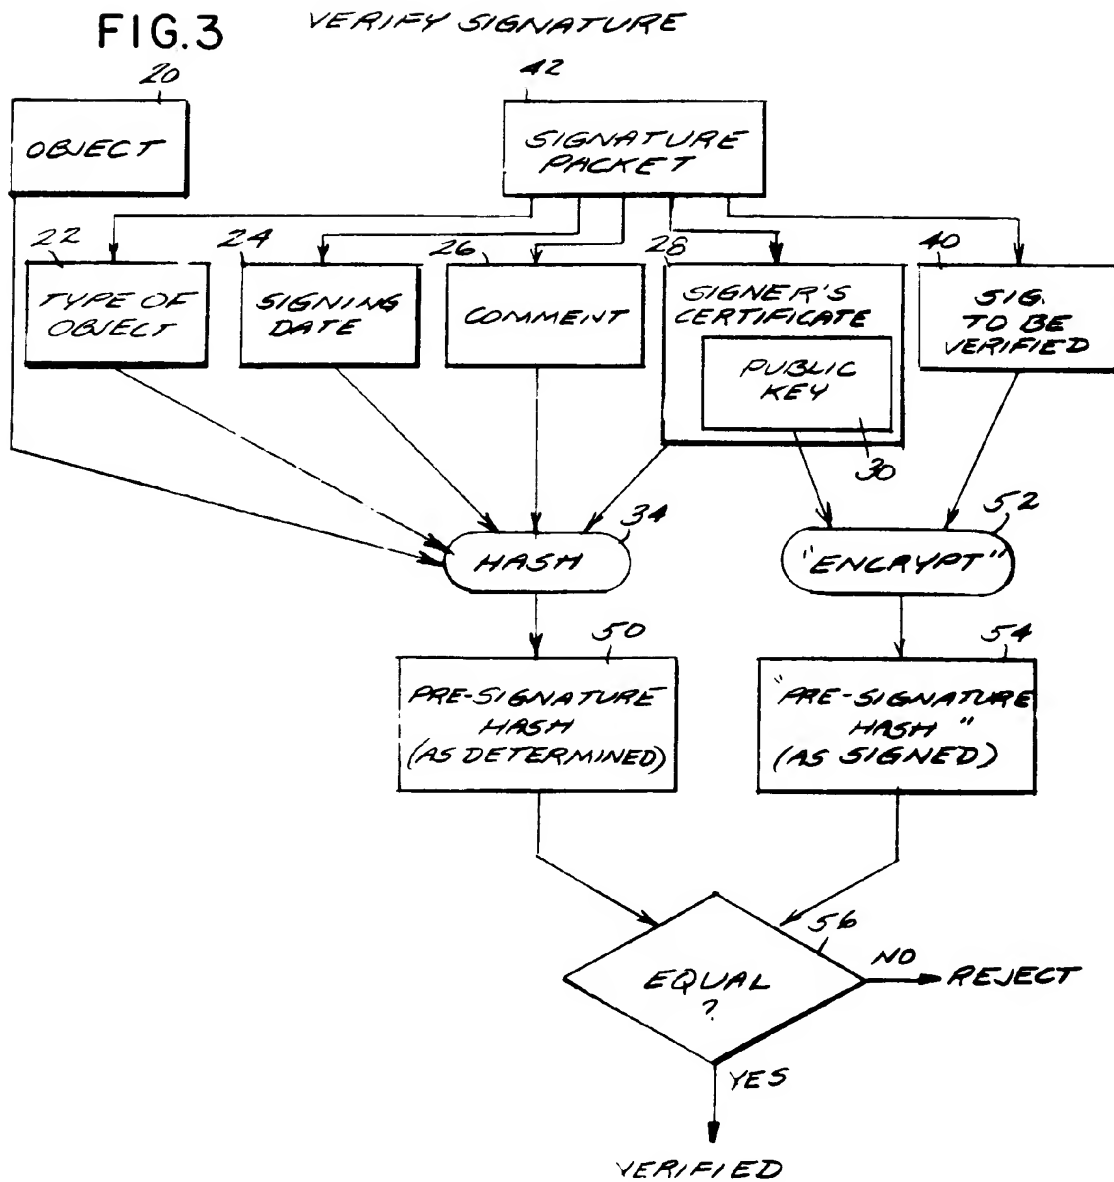 FIG.3
VERIFY SIGNATURE
20
42
OBJECT
SIGNATURE
PACKET
22
24
26
28
40
TYPE OF
OBJECT
SIGNING
DATE
COMMENT
SIGNER'S
CERTIFICATE
PUBLIC
KEY
SIG.
TO BE
VERIFIED
30
34
52
HASH
"ENCRYPT"
50
54
PRE-SIGNATURE
HASH
(AS DETERMINED)
"PRE-SIGNATURE
HASH"
(AS SIGNED)
56
EQUAL
?
NO
REJECT
YES
VERIFIED